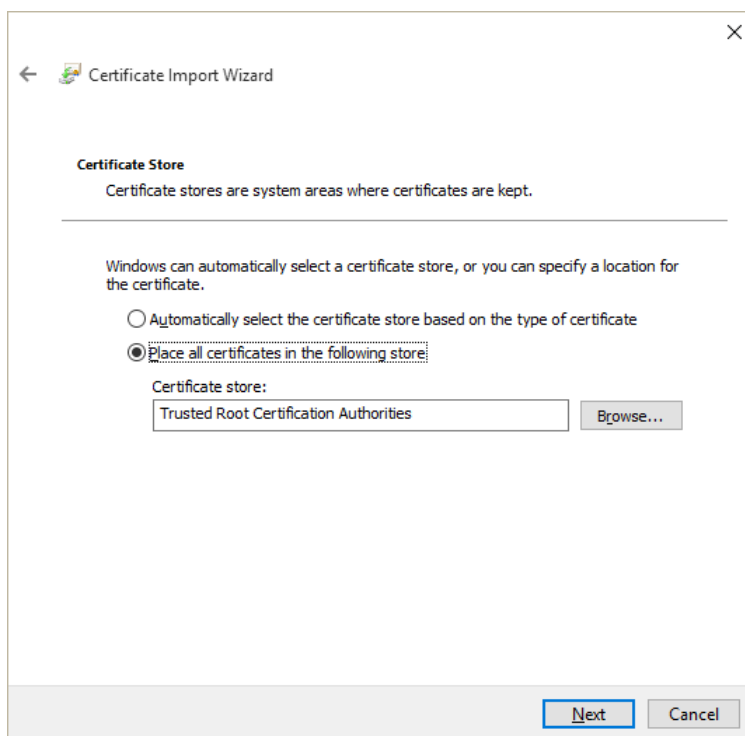 Certificate Import Wizard
Certificate Store
Certificate stores are system areas where certificates are kept.
Windows can automatically select a certificate store, or you can specify a location for
the certificate.
Automatically select the certificate store based on the type of certificate
Place all certificates in the following store
Certificate store:
Trusted Root Certification Authorities
Browse...
Next
Cancel